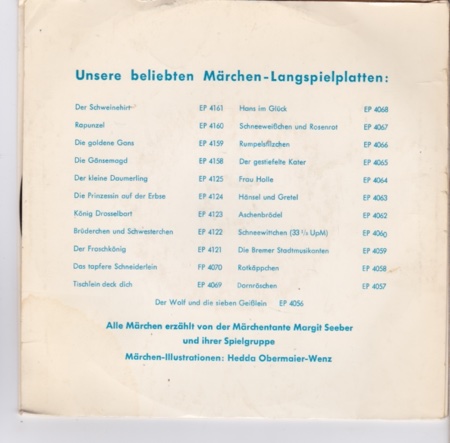 Unsere beliebten Märchen-Langspielplatten:
Der Schweinehirt EP 4161
Rapunzel EP 4160
Die goldene Gans EP 4159
Die Gänsemagd EP 4158
Der kleine Daumerling EP 4125
Die Prinzessin auf der Erbse EP 4124
König Drosselbart EP 4123
Brüderchen und Schwesterchen EP 4122
Der Froschkönig EP 4121
Das tapfere Schneiderlein EP 4070
Tischlein deck dich EP 4069
Hans im Glück EP 4068
Schneeweißchen und Rosenrot EP 4067
Rumpelstilzchen EP 4066
Der gestiefelte Kater EP 4065
Frau Holle EP 4064
Hänsel und Gretel EP 4063
Aschenbrödel EP 4062
Schneewittchen (33 ⅓ UpM) EP 4060
Die Bremer Stadtmusikanten EP 4059
Rotkäppchen EP 4058
Dornröschen EP 4057
Der Wolf und die sieben Geißlein EP 4056
Alle Märchen erzählt von der Märchentante Margit Seeber
und ihrer Spielgruppe
Märchen-Illustrationen: Hedda Obermaier-Wenz